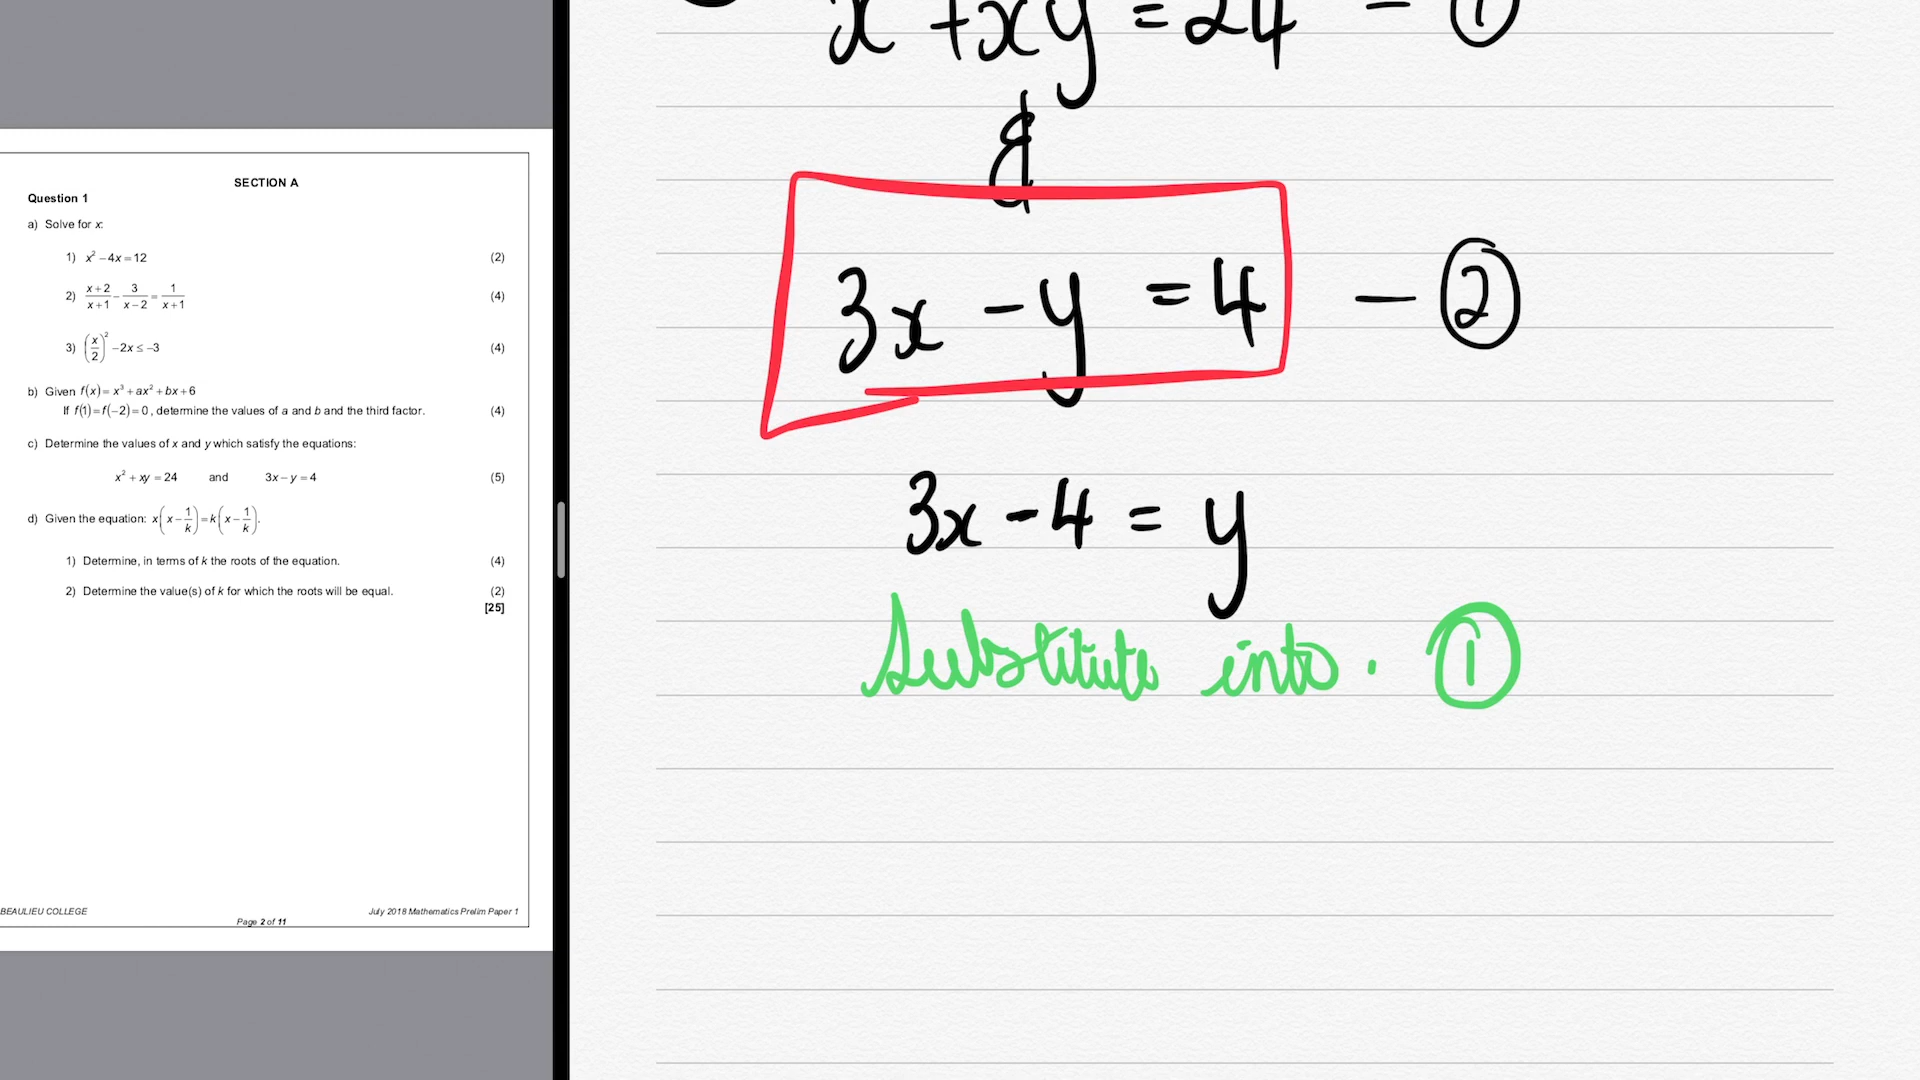 SECTION A
Question 1
a) Solve for x:
1) x² − 4x = 12 (2)
2) (x+2)/(x+1) − 3/(x−2) = 1/(x+1) (4)
3) (x/2)² − 2x ≤ −3 (4)
b) Given f(x) = x³ + ax² + bx + 6
If f(1) = f(−2) = 0, determine the values of a and b and the third factor. (4)
c) Determine the values of x and y which satisfy the equations:
x² + xy = 24 and 3x − y = 4 (5)
d) Given the equation: x(x − 1/k) = k(x − 1/k).
1) Determine, in terms of k the roots of the equation. (4)
2) Determine the value(s) of k for which the roots will be equal. (2)
[25]
BEAULIEU COLLEGE
July 2018 Mathematics Prelim Paper 1
Page 2 of 11
x + xy = 24 − ①
&
3x − y = 4 − ②
3x − 4 = y
Substitute into. ①